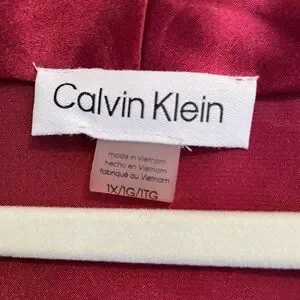 Calvin Klein
made in Vietnam
hecho en Vietnam
fabriqué au Vietnam
1X/1G/1TG